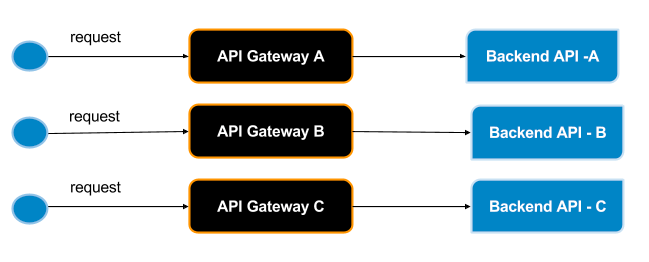 request
API Gateway A
Backend API -A
request
API Gateway B
Backend API - B
request
API Gateway C
Backend API - C